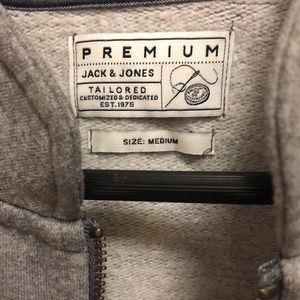 PREMIUM
JACK & JONES
TAILORED
CUSTOMIZED & DEDICATED
EST. 1975
SIZE: MEDIUM